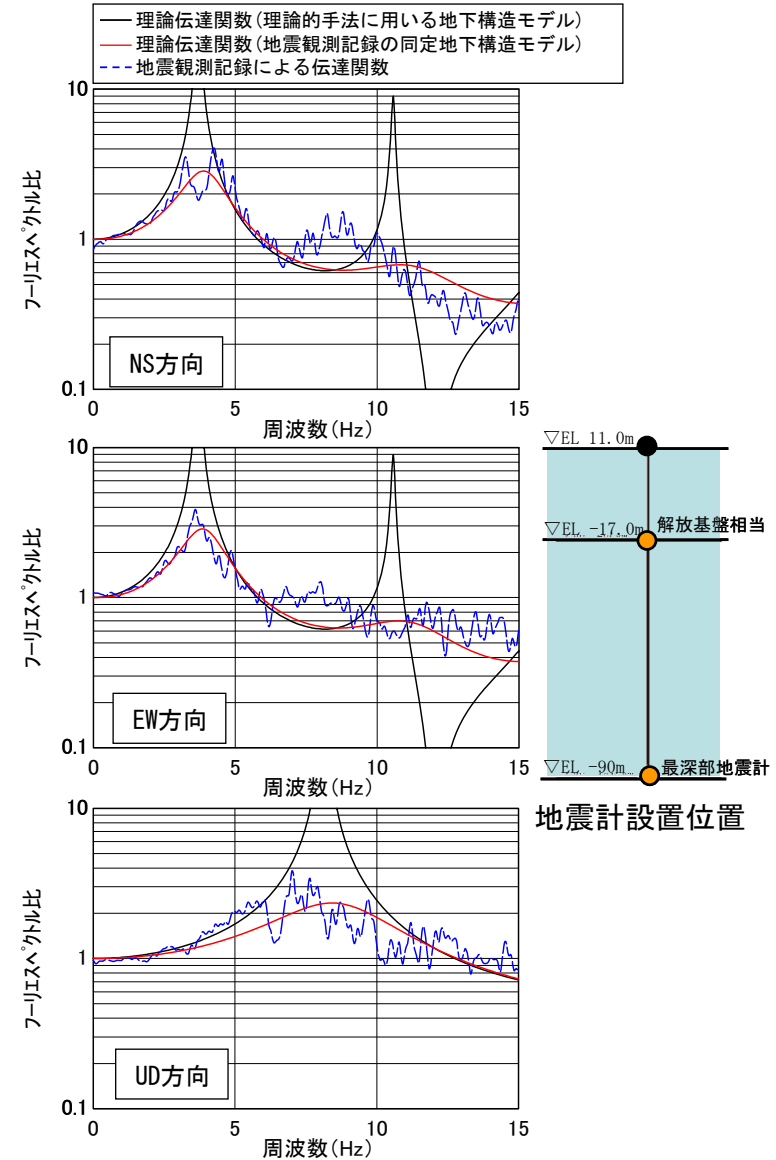 理論伝達関数(理論的手法に用いる地下構造モデル)
理論伝達関数(地震観測記録の同定地下構造モデル)
地震観測記録による伝達関数
10
1
0.1
フーリエスペクトル比
NS方向
0 5 10 15
周波数(Hz)
10
1
0.1
フーリエスペクトル比
EW方向
0 5 10 15
周波数(Hz)
▽EL 11.0m
▽EL -17.0m
解放基盤相当
▽EL -90m
最深部地震計
地震計設置位置
10
1
0.1
フーリエスペクトル比
UD方向
0 5 10 15
周波数(Hz)